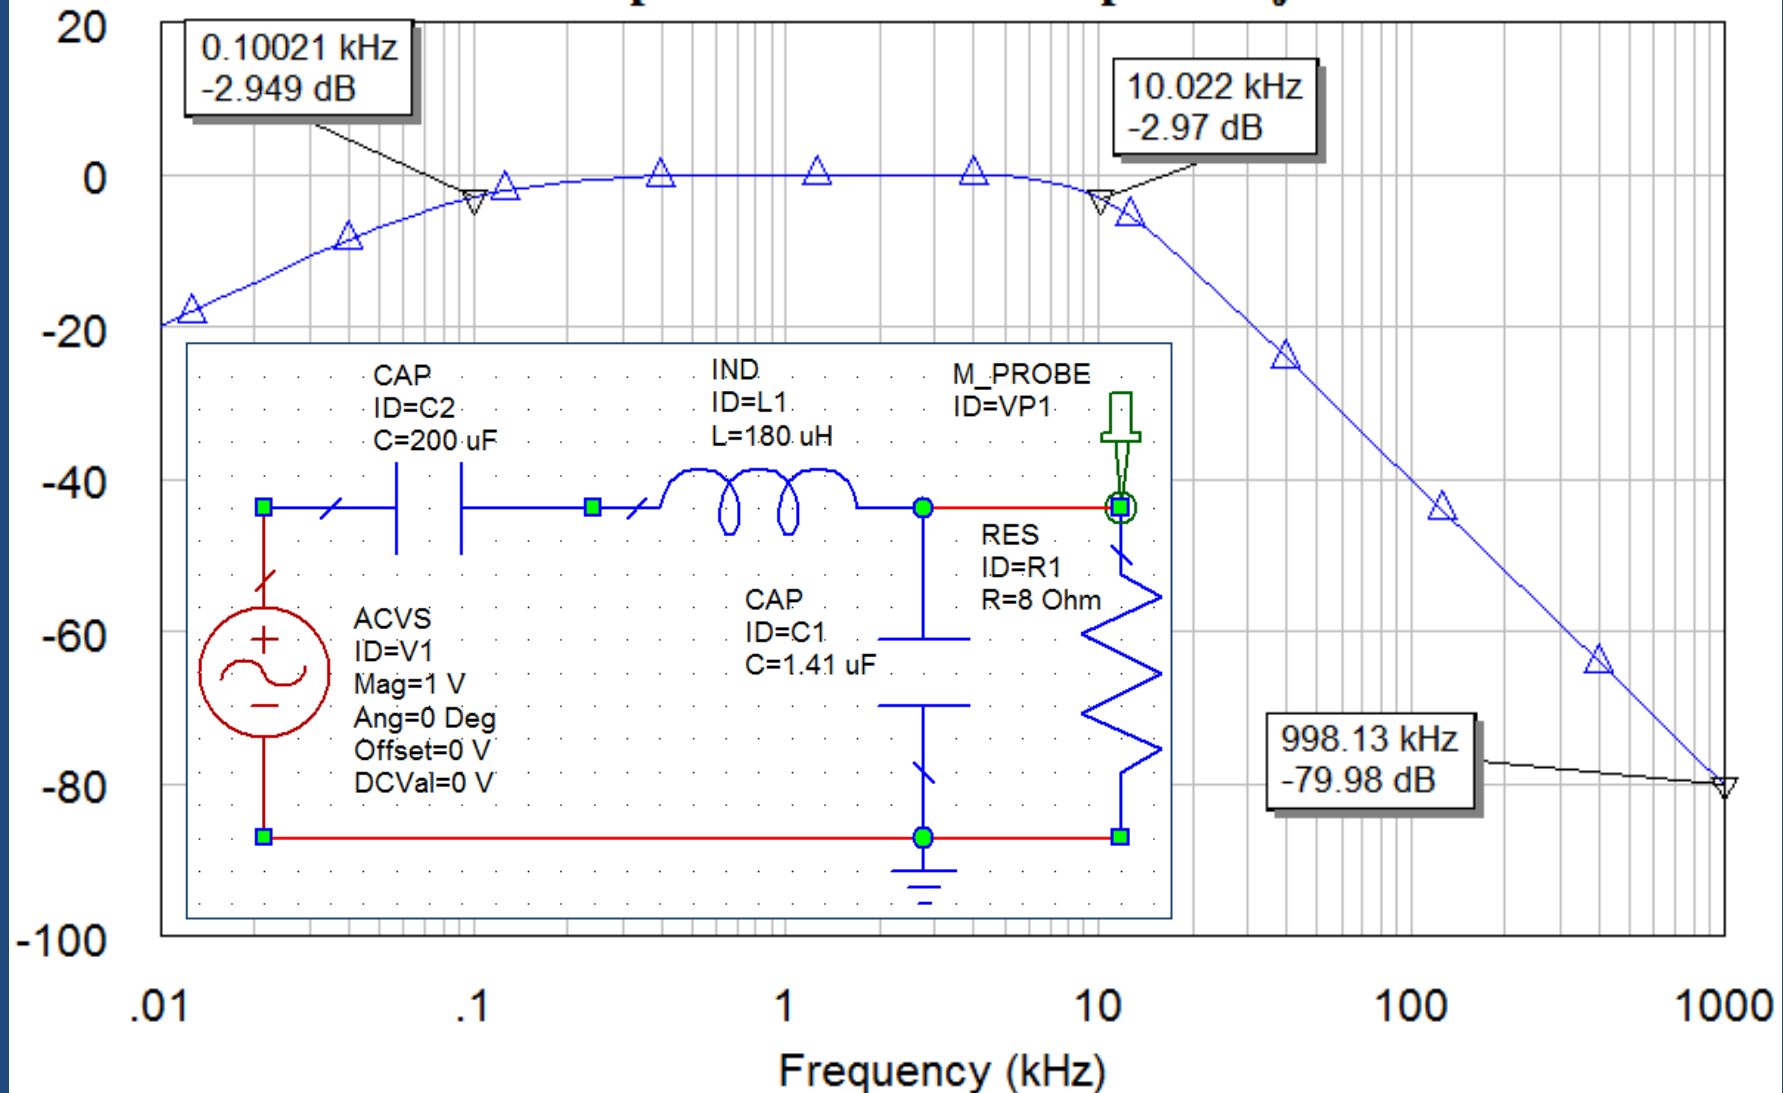 20
0.10021 kHz
-2.949 dB
10.022 kHz
-2.97 dB
0
-20
CAP
ID=C2
C=200 uF
IND
ID=L1
L=180 uH
M_PROBE
ID=VP1
-40
RES
ID=R1
R=8 Ohm
CAP
ID=C1
C=1.41 uF
ACVS
ID=V1
Mag=1 V
Ang=0 Deg
Offset=0 V
DCVal=0 V
-60
998.13 kHz
-79.98 dB
-80
-100
.01
.1
1
10
100
1000
Frequency (kHz)